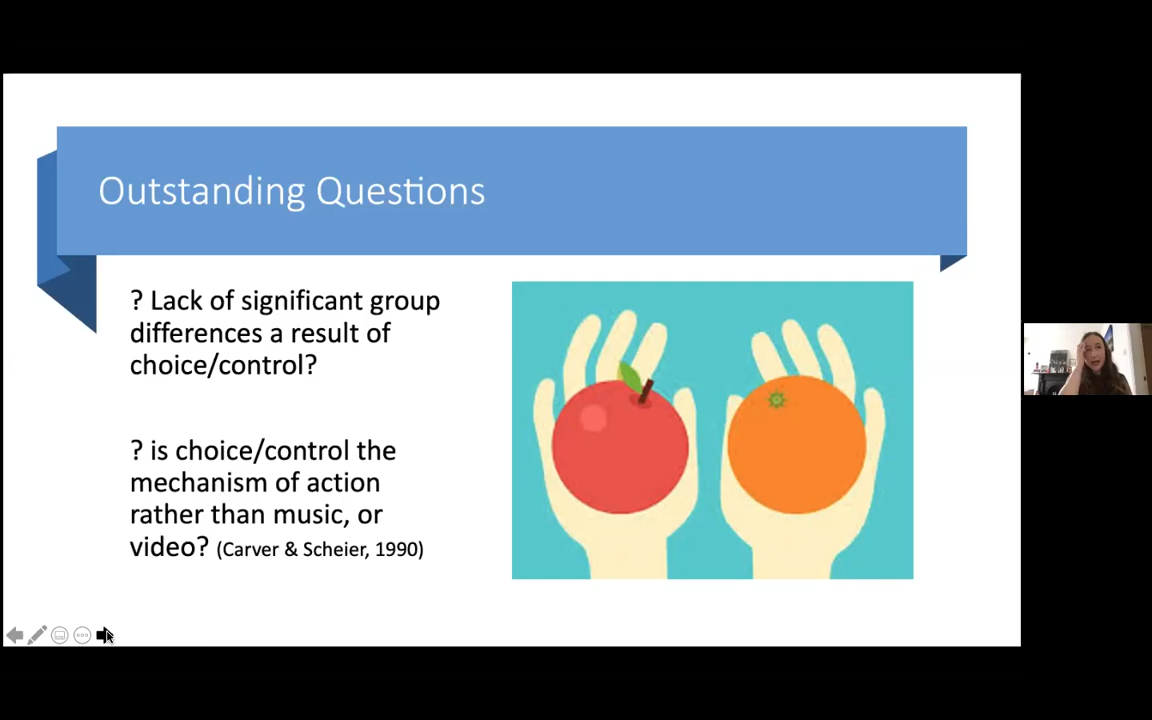 Outstanding Questions
? Lack of significant group
differences a result of
choice/control?
? is choice/control the
mechanism of action
rather than music, or
video? (Carver & Scheier, 1990)